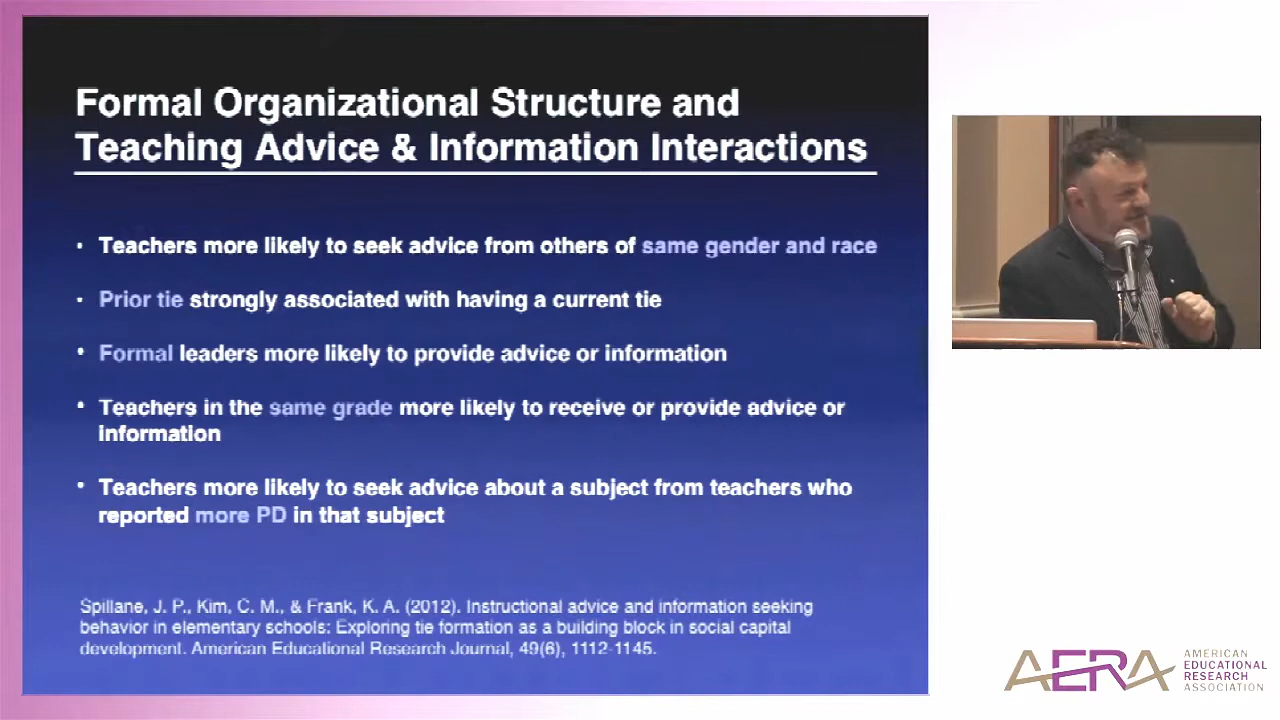 Formal Organizational Structure and
Teaching Advice & Information Interactions
· Teachers more likely to seek advice from others of same gender and race
· Prior tie strongly associated with having a current tie
• Formal leaders more likely to provide advice or information
• Teachers in the same grade more likely to receive or provide advice or
information
• Teachers more likely to seek advice about a subject from teachers who
reported more PD in that subject
Spillane, J. P., Kim, C. M., & Frank, K. A. (2012). Instructional advice and information seeking
behavior in elementary schools: Exploring tie formation as a building block in social capital
development. American Educational Research Journal, 49(6), 1112-1145.
AERA
AMERICAN
EDUCATIONAL
RESEARCH
ASSOCIATION